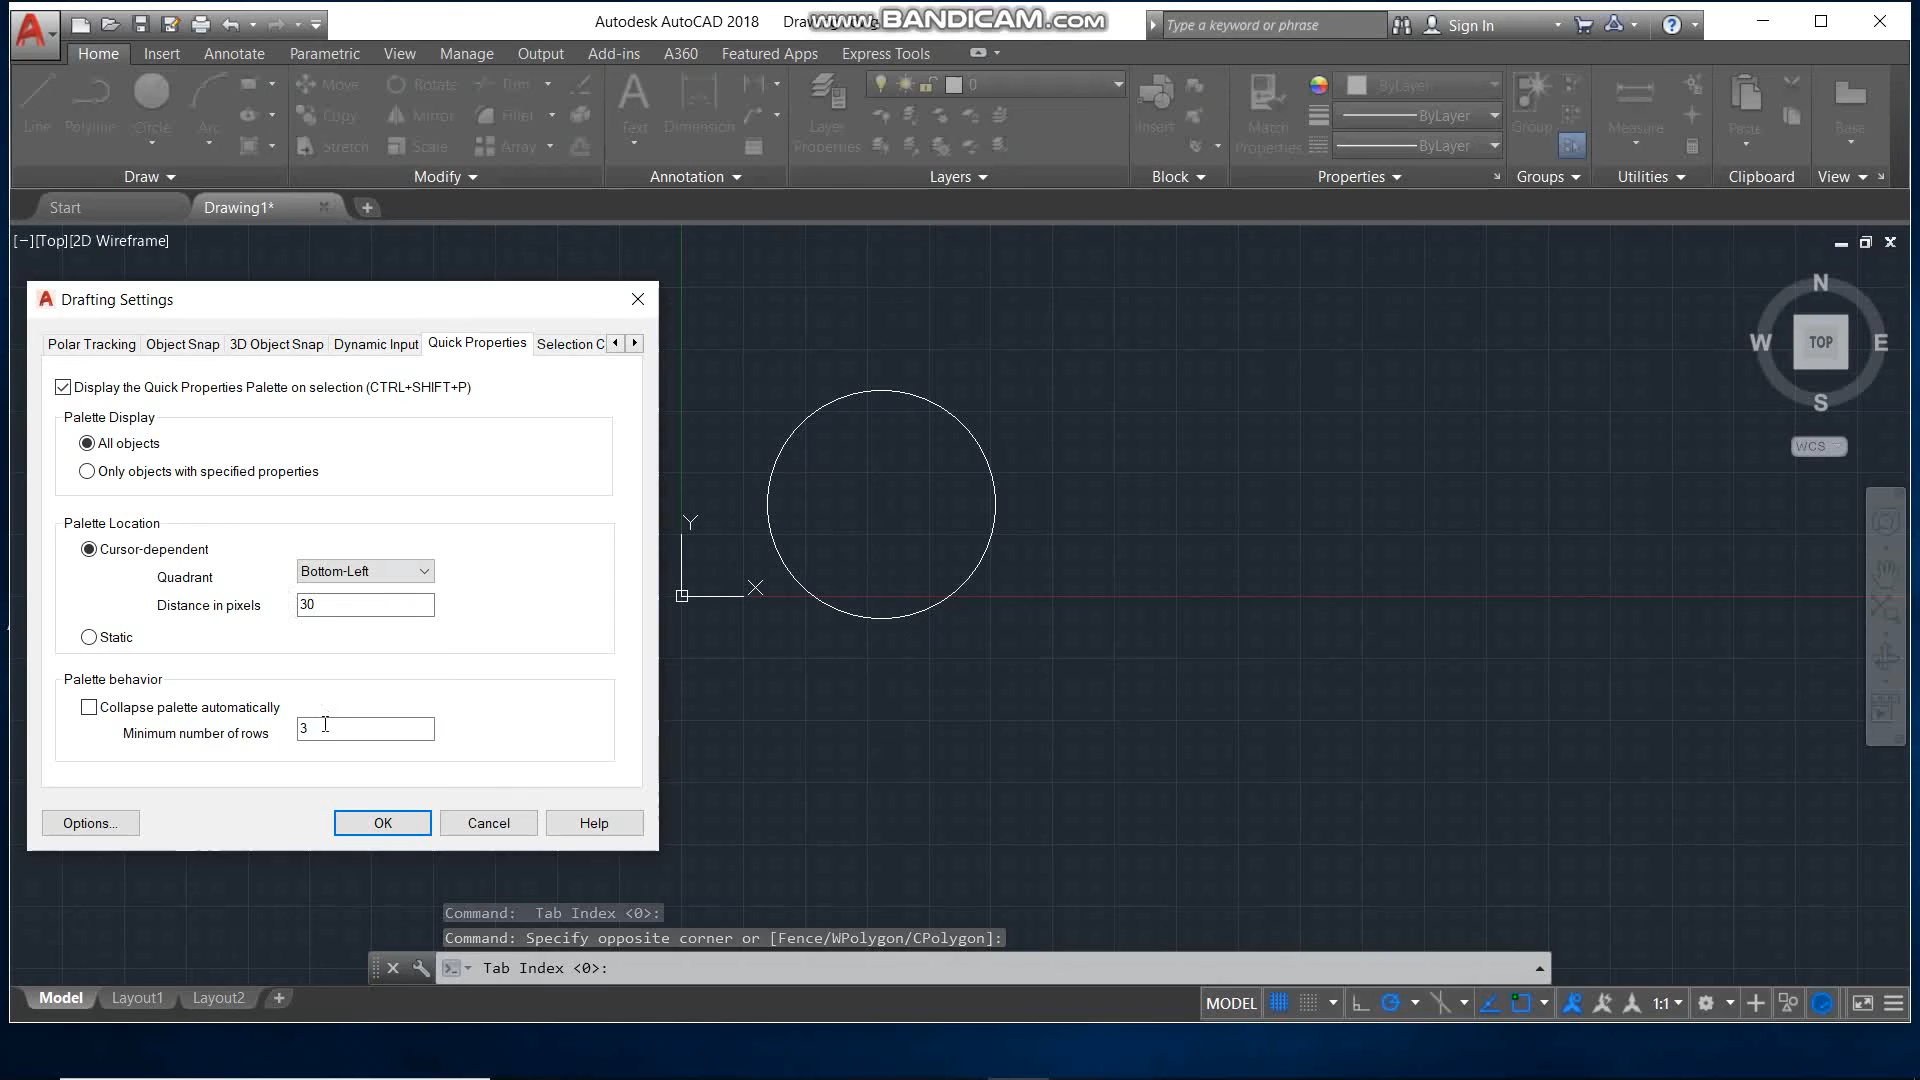 Autodesk AutoCAD 2018
www.BANDICAM.com
Type a keyword or phrase
Sign In
Home
Insert
Annotate
Parametric
View
Manage
Output
Add-ins
A360
Featured Apps
Express Tools
Line
Polyline
Circle
Arc
Move
Rotate
Trim
Copy
Mirror
Fillet
Stretch
Scale
Array
Text
Dimension
Layer
Properties
0
Insert
Match
Properties
ByLayer
ByLayer
ByLayer
Group
Measure
Paste
Base
Draw
Modify
Annotation
Layers
Block
Properties
Groups
Utilities
Clipboard
View
Start
Drawing1*
[−][Top][2D Wireframe]
N
W
TOP
E
S
WCS
Y
X
Drafting Settings
Polar Tracking
Object Snap
3D Object Snap
Dynamic Input
Quick Properties
Selection C
Display the Quick Properties Palette on selection (CTRL+SHIFT+P)
Palette Display
All objects
Only objects with specified properties
Palette Location
Cursor-dependent
Quadrant
Bottom-Left
Distance in pixels
30
Static
Palette behavior
Collapse palette automatically
Minimum number of rows
3
Options...
OK
Cancel
Help
Command:  Tab Index <0>:
Command: Specify opposite corner or [Fence/WPolygon/CPolygon]:
Tab Index <0>:
Model
Layout1
Layout2
MODEL
1:1